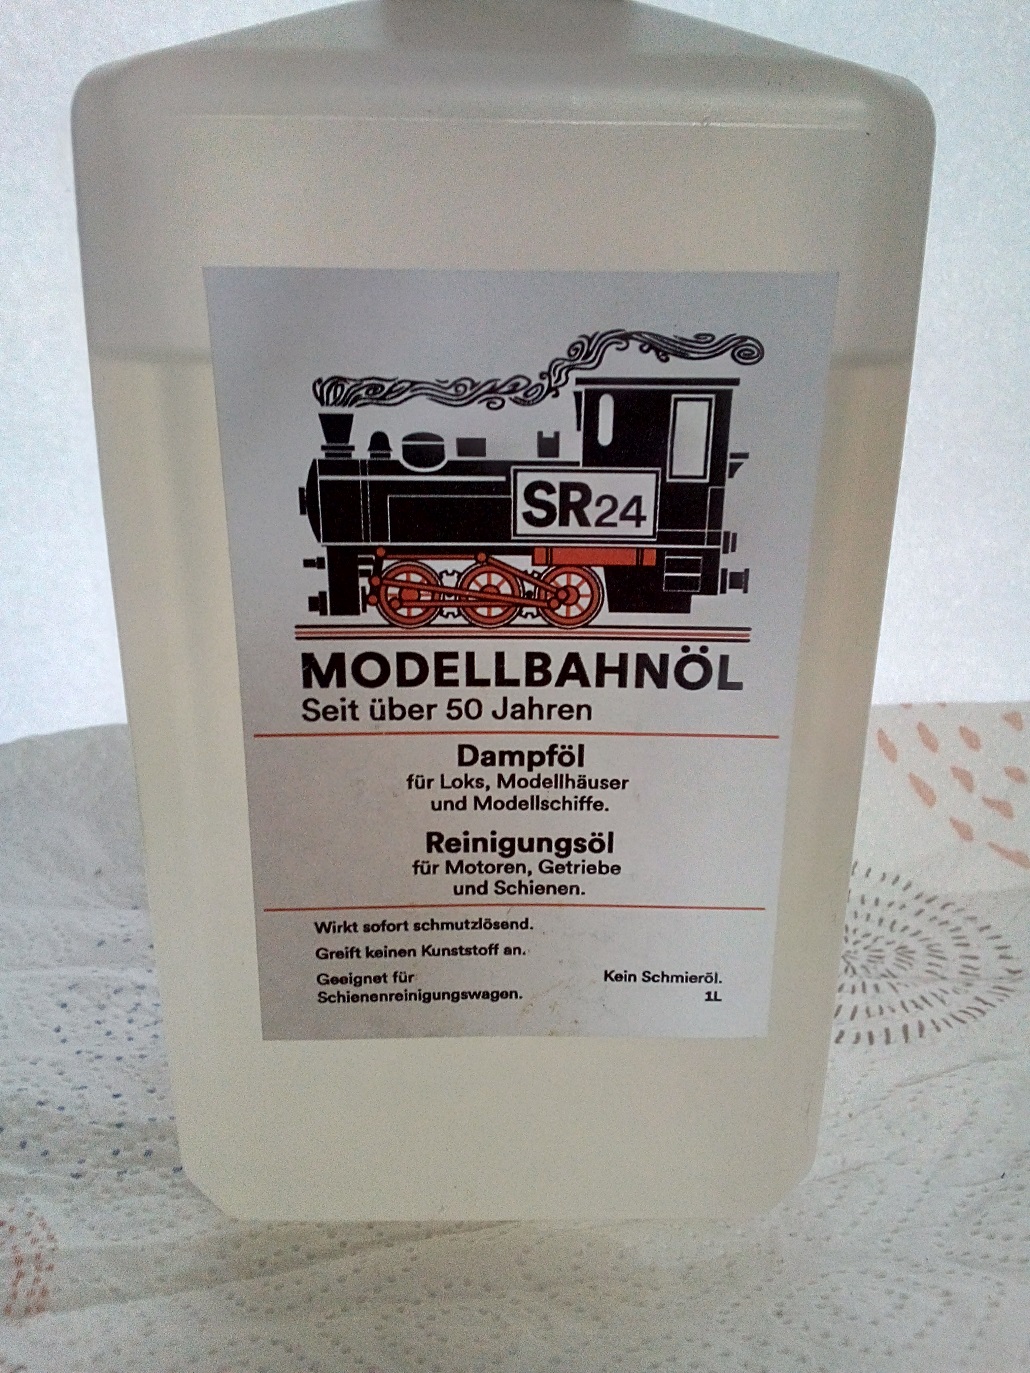 SR24
MODELLBAHNÖL
Seit über 50 Jahren
Dampföl
für Loks, Modellhäuser
und Modellschiffe.
Reinigungsöl
für Motoren, Getriebe
und Schienen.
Wirkt sofort schmutzlösend.
Greift keinen Kunststoff an.
Geeignet für
Schienenreinigungswagen.
Kein Schmieröl.
1L